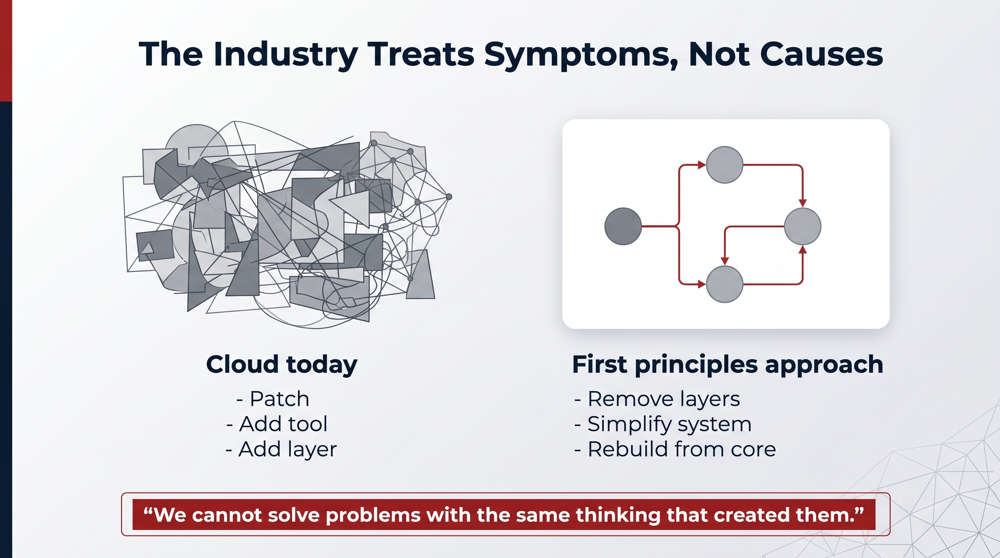 The Industry Treats Symptoms, Not Causes
Cloud today
- Patch
- Add tool
- Add layer
First principles approach
- Remove layers
- Simplify system
- Rebuild from core
“We cannot solve problems with the same thinking that created them.”